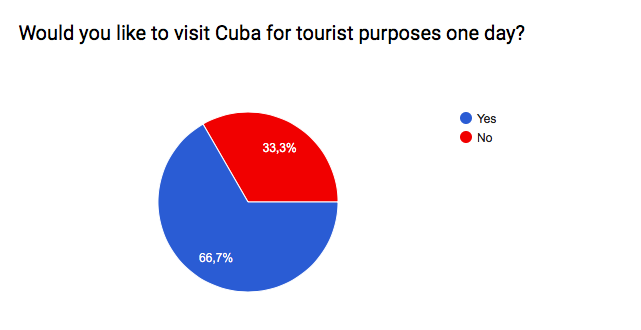 Would you like to visit Cuba for tourist purposes one day?
Yes
No
33,3%
66,7%